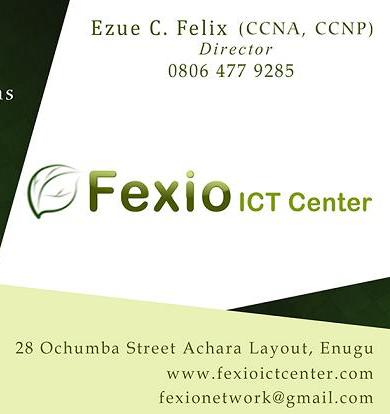 Ezue C. Felix (CCNA, CCNP)
Director
0806 477 9285
Fexio ICT Center
28 Ochumba Street Achara Layout, Enugu
www.fexioictcenter.com
fexionetwork@gmail.com